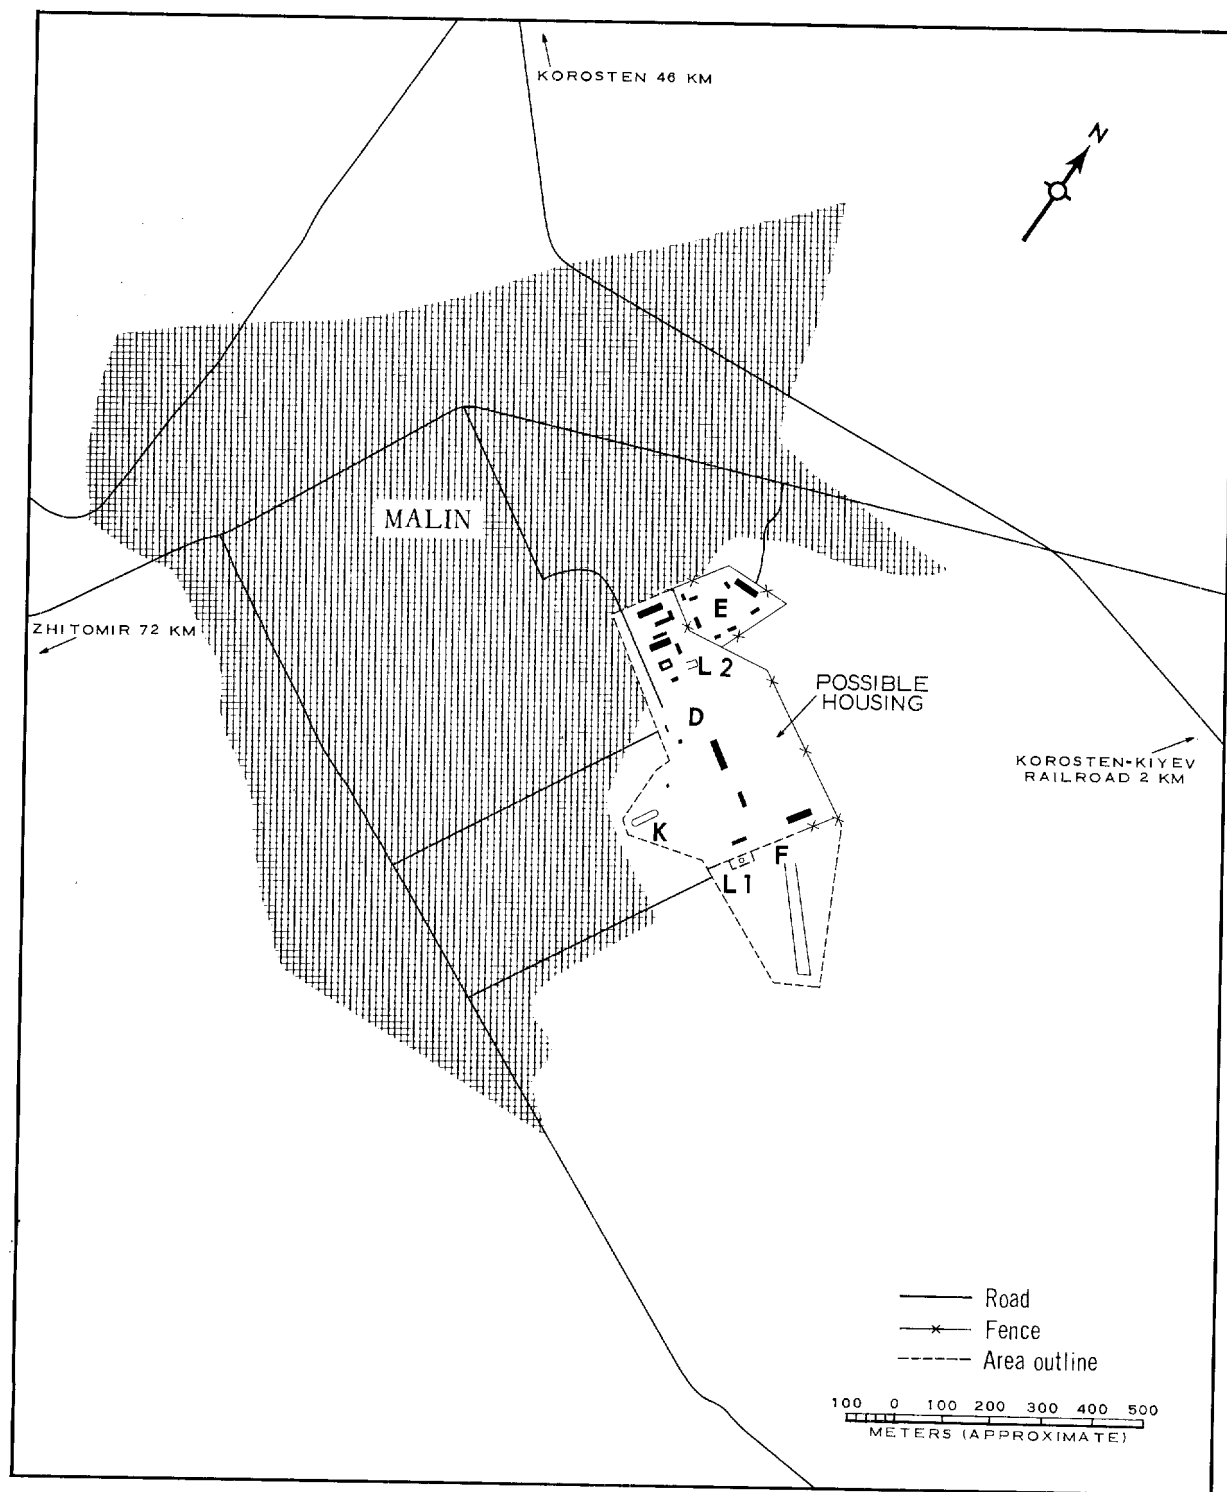 KOROSTEN 46 KM
N
MALIN
ZHITOMIR 72 KM
E
L 2
POSSIBLE
HOUSING
D
KOROSTEN-KIYEV
RAILROAD 2 KM
K
F
L 1
Road
Fence
Area outline
100 0 100 200 300 400 500
METERS (APPROXIMATE)